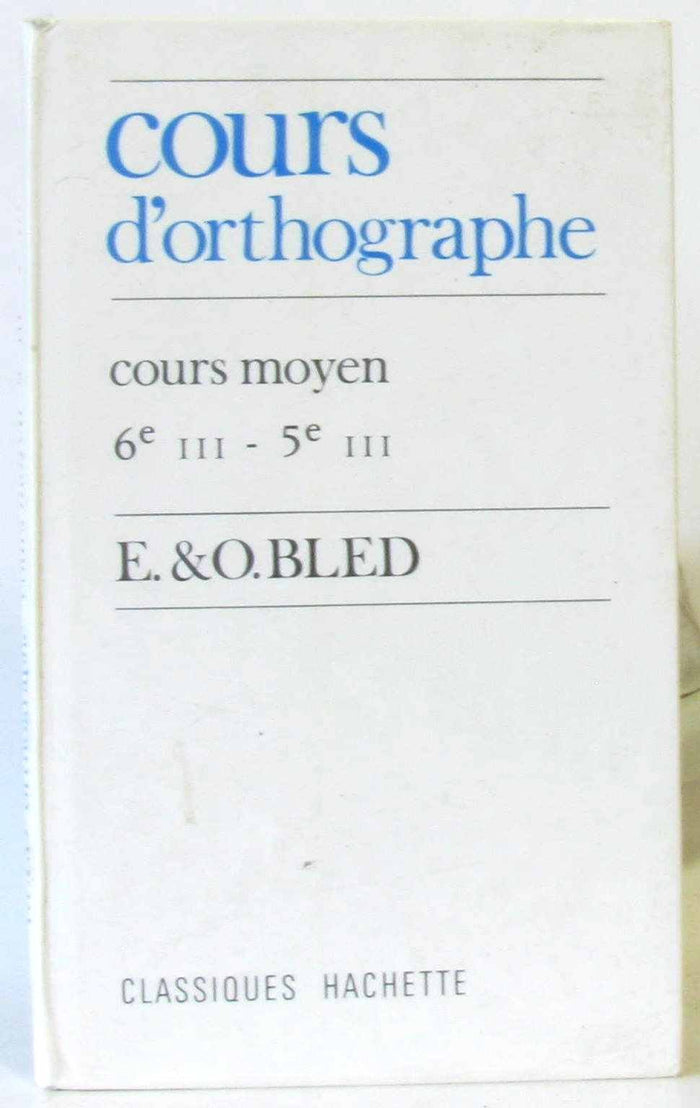 cours
d'orthographe
cours moyen
6e III - 5e III
E. & O. BLED
CLASSIQUES HACHETTE